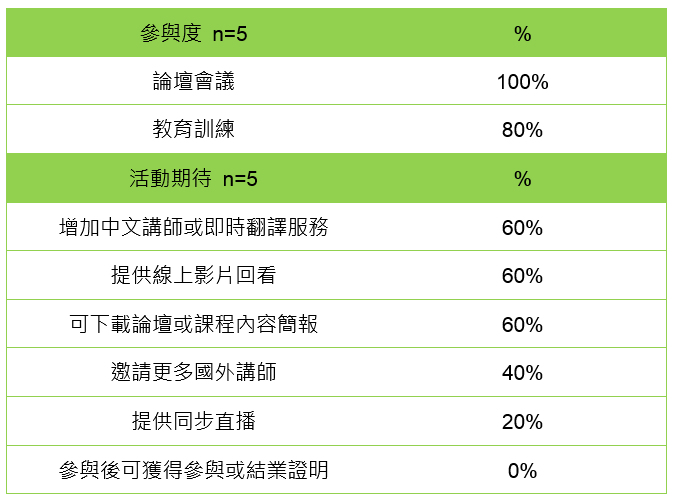 參與度 n=5 %
論壇會議 100%
教育訓練 80%
活動期待 n=5 %
增加中文講師或即時翻譯服務 60%
提供線上影片回看 60%
可下載論壇或課程內容簡報 60%
邀請更多國外講師 40%
提供同步直播 20%
參與後可獲得參與或結業證明 0%